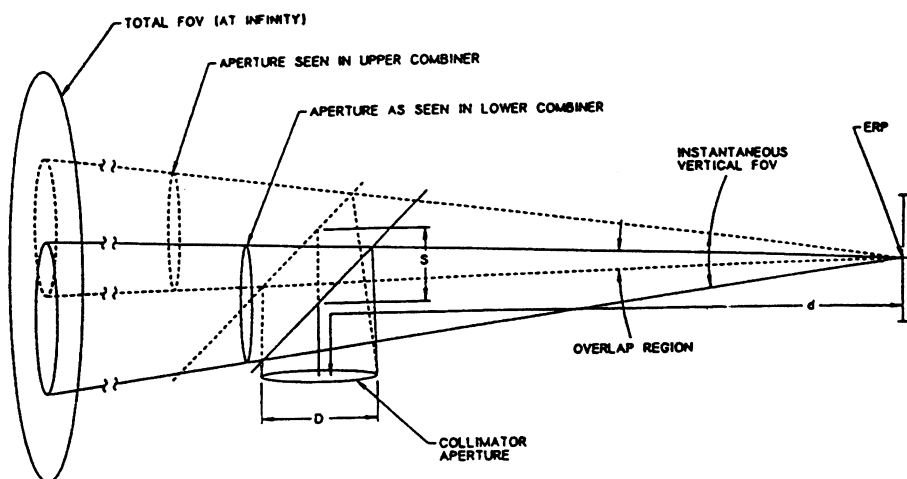 TOTAL FOV (AT INFINITY)
APERTURE SEEN IN UPPER COMBINER
APERTURE AS SEEN IN LOWER COMBINER
ERP
INSTANTANEOUS
VERTICAL FOV
S
d
OVERLAP REGION
D
COLLIMATOR
APERTURE